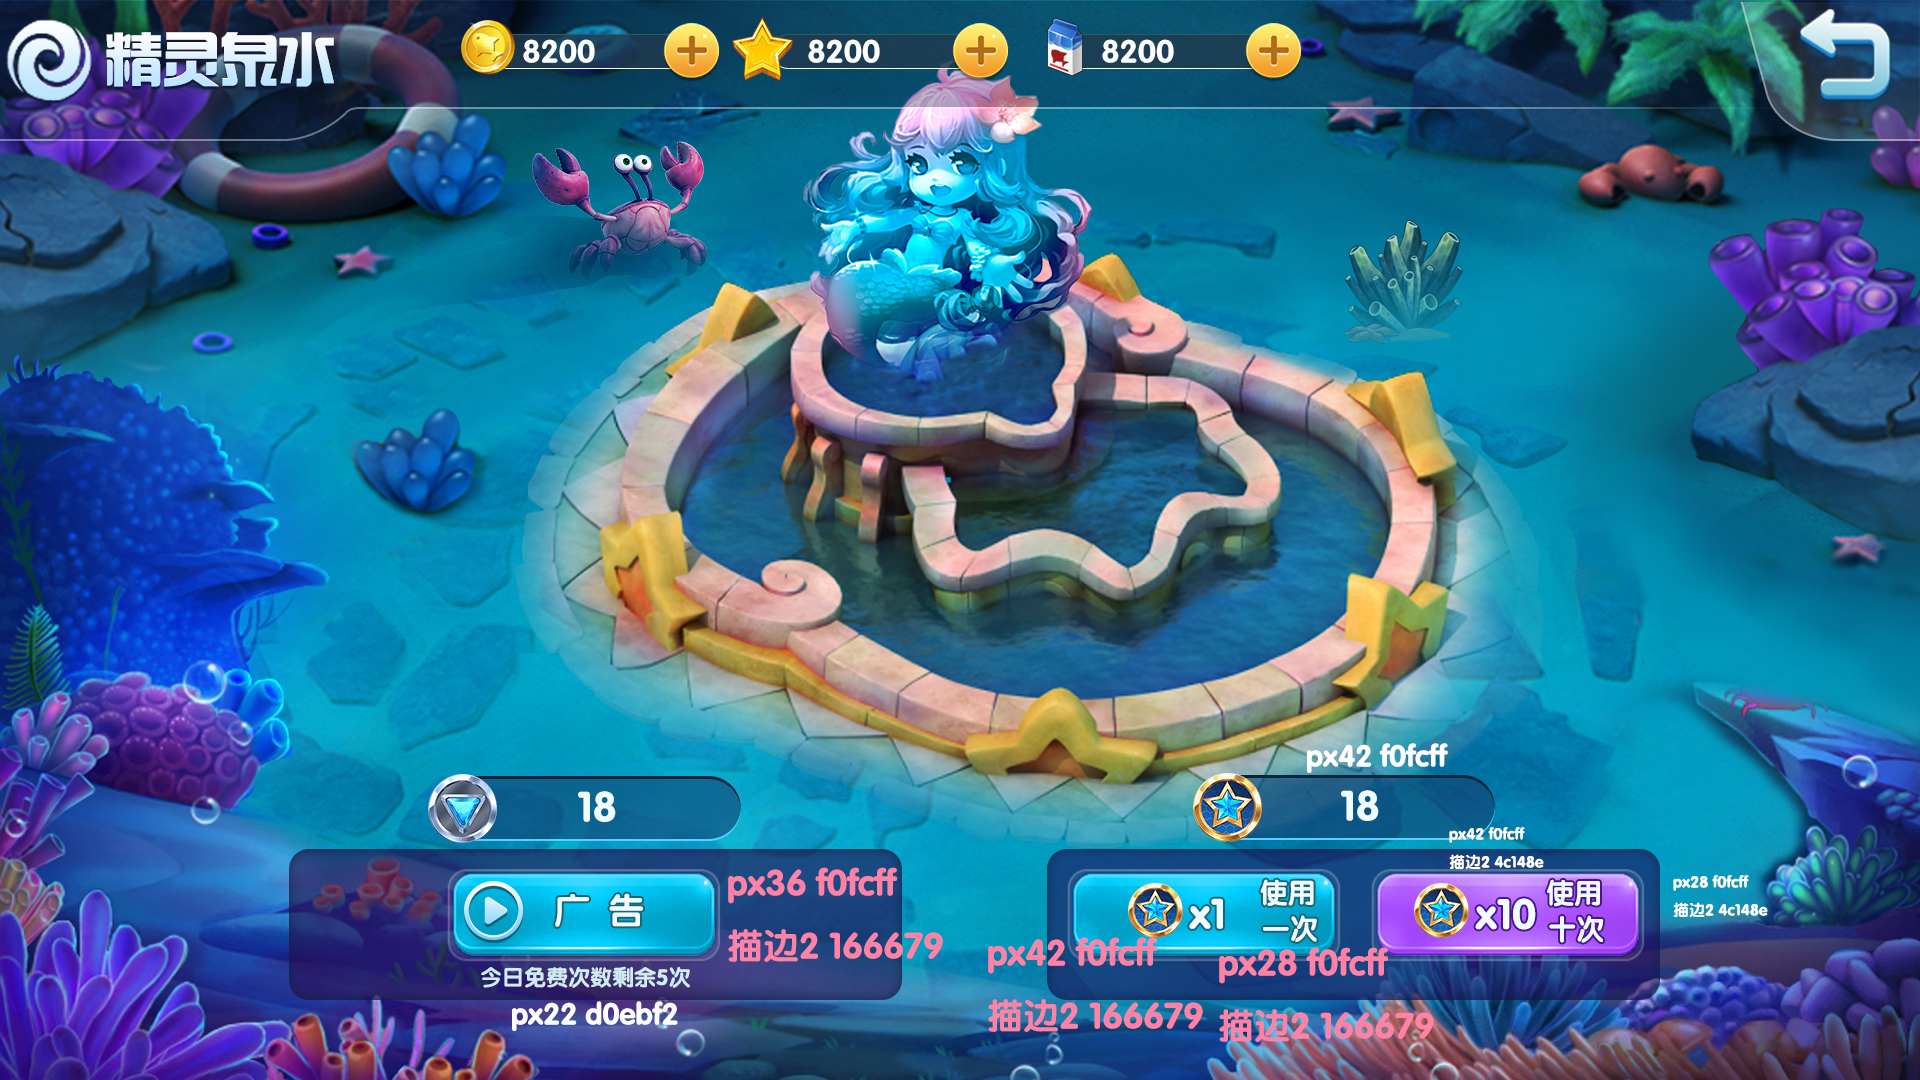 精灵泉水
8200
8200
8200
px42 f0fcff
18
18
px42 f0fcff
描边2 4c148e
px36 f0fcff
描边2 166679
广 告
x1
使用
一次
x10
使用
十次
px28 f0fcff
描边2 4c148e
px42 f0fcff
描边2 166679
px28 f0fcff
描边2 166679
今日免费次数剩余5次
px22 d0ebf2